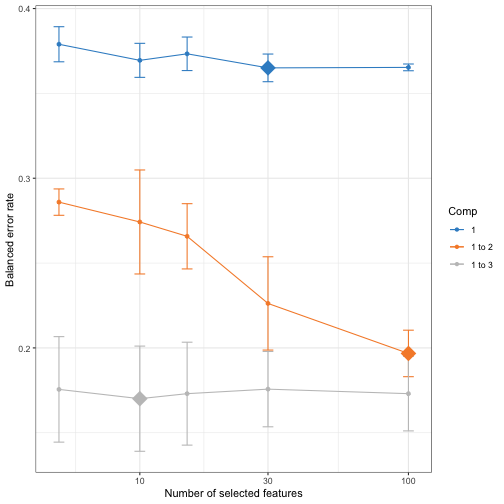 0.4
0.3
0.2
Balanced error rate
10
30
100
Number of selected features
Comp
1
1 to 2
1 to 3